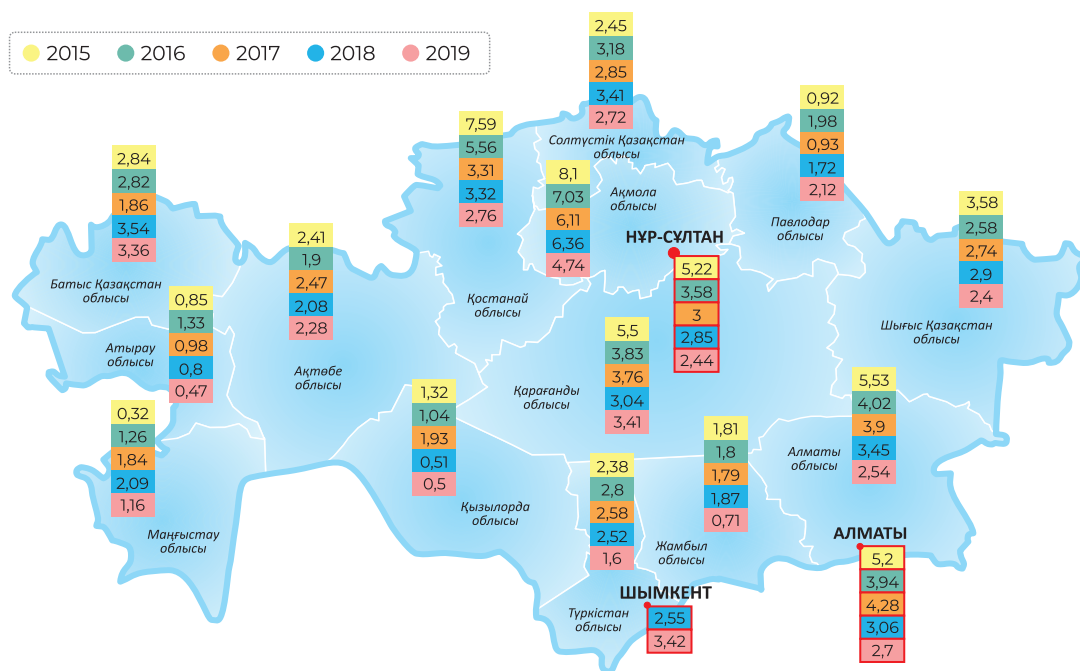 2015 2016 2017 2018 2019
2,45
3,18
2,85
3,41
2,72
Солтүстік Қазақстан
облысы
0,92
1,98
0,93
1,72
2,12
Павлодар
облысы
7,59
5,56
3,31
3,32
2,76
Қостанай
облысы
8,1
7,03
6,11
6,36
4,74
Ақмола
облысы
2,84
2,82
1,86
3,54
3,36
Батыс Қазақстан
облысы
3,58
2,58
2,74
2,9
2,4
Шығыс Қазақстан
облысы
2,41
1,9
2,47
2,08
2,28
Ақтөбе
облысы
НҰР-СҰЛТАН
5,22
3,58
3
2,85
2,44
0,85
1,33
0,98
0,8
0,47
Атырау
облысы
5,5
3,83
3,76
3,04
3,41
Қарағанды
облысы
5,53
4,02
3,9
3,45
2,54
Алматы
облысы
1,32
1,04
1,93
0,51
0,5
Қызылорда
облысы
0,32
1,26
1,84
2,09
1,16
Маңғыстау
облысы
1,81
1,8
1,79
1,87
0,71
Жамбыл
облысы
2,38
2,8
2,58
2,52
1,6
Түркістан
облысы
АЛМАТЫ
5,2
3,94
4,28
3,06
2,7
ШЫМКЕНТ
2,55
3,42